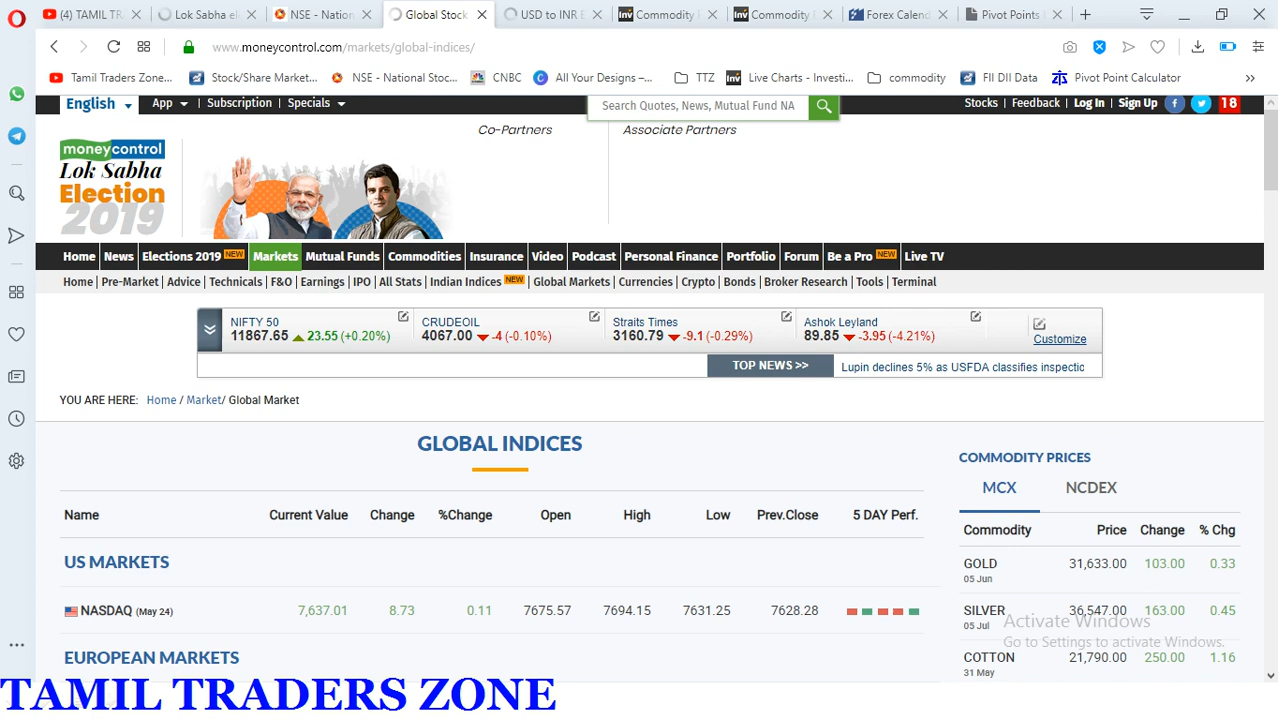 (4) TAMIL TR
Lok Sabha el
NSE - Nation
Global Stock
USD to INR E
Inv Commodity
Inv Commodity
Forex Calend
Pivot Points
www.moneycontrol.com/markets/global-indices/
Tamil Traders Zone... Stock/Share Market... NSE - National Stoc... CNBC All Your Designs –... TTZ Inv Live Charts - Investi... commodity FII DII Data Pivot Point Calculator »
English App Subscription | Specials Search Quotes, News, Mutual Fund NA Stocks | Feedback | Log In | Sign Up 18
Co-Partners Associate Partners
moneycontrol
Lok Sabha
Election
2019
Home News Elections 2019 NEW Markets Mutual Funds Commodities Insurance Video Podcast Personal Finance Portfolio Forum Be a Pro NEW Live TV
Home | Pre-Market | Advice | Technicals | F&O | Earnings | IPO | All Stats | Indian Indices NEW | Global Markets | Currencies | Crypto | Bonds | Broker Research | Tools | Terminal
NIFTY 50 CRUDEOIL Straits Times Ashok Leyland
11867.65 23.55 (+0.20%) 4067.00 -4 (-0.10%) 3160.79 -9.1 (-0.29%) 89.85 -3.95 (-4.21%) Customize
TOP NEWS >> Lupin declines 5% as USFDA classifies inspectic
YOU ARE HERE: Home / Market/ Global Market
GLOBAL INDICES
Name Current Value Change %Change Open High Low Prev.Close 5 DAY Perf.
US MARKETS
NASDAQ (May 24) 7,637.01 8.73 0.11 7675.57 7694.15 7631.25 7628.28
EUROPEAN MARKETS
COMMODITY PRICES
MCX NCDEX
Commodity Price Change % Chg
GOLD 31,633.00 103.00 0.33
05 Jun
SILVER 36,547.00 163.00 0.45
05 Jul
COTTON 21,790.00 250.00 1.16
31 May
Activate Windows
Go to Settings to activate Windows.
TAMIL TRADERS ZONE